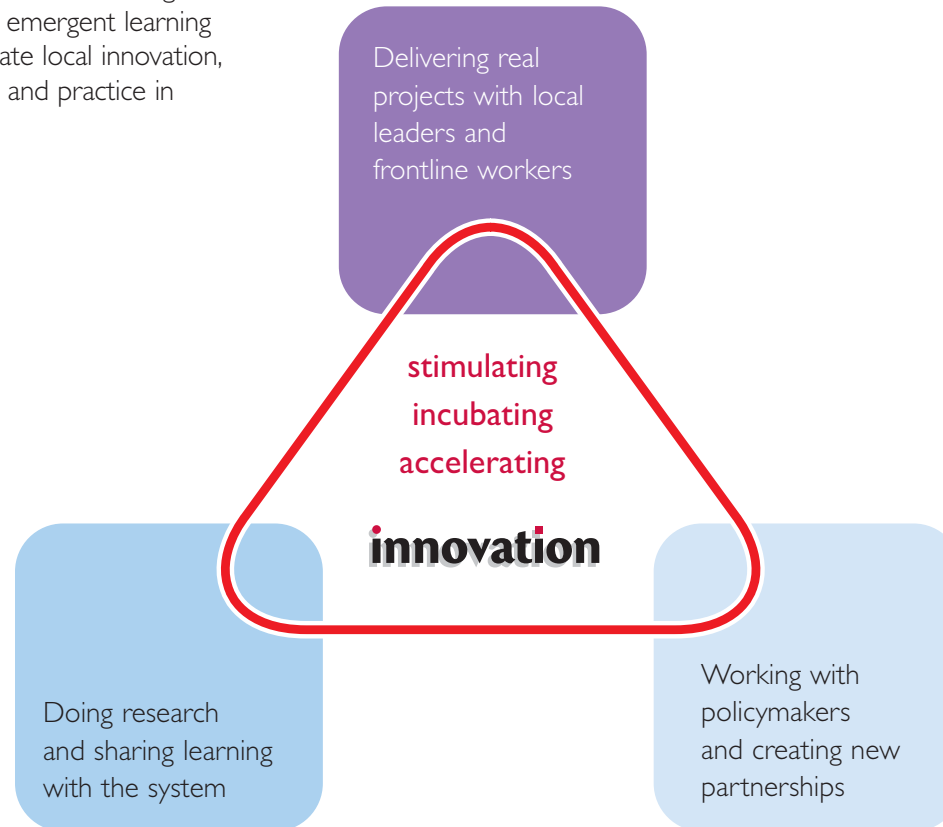 emergent learning
ate local innovation,
and practice in
Delivering real
projects with local
leaders and
frontline workers
stimulating
incubating
accelerating
innovation
Doing research
and sharing learning
with the system
Working with
policymakers
and creating new
partnerships